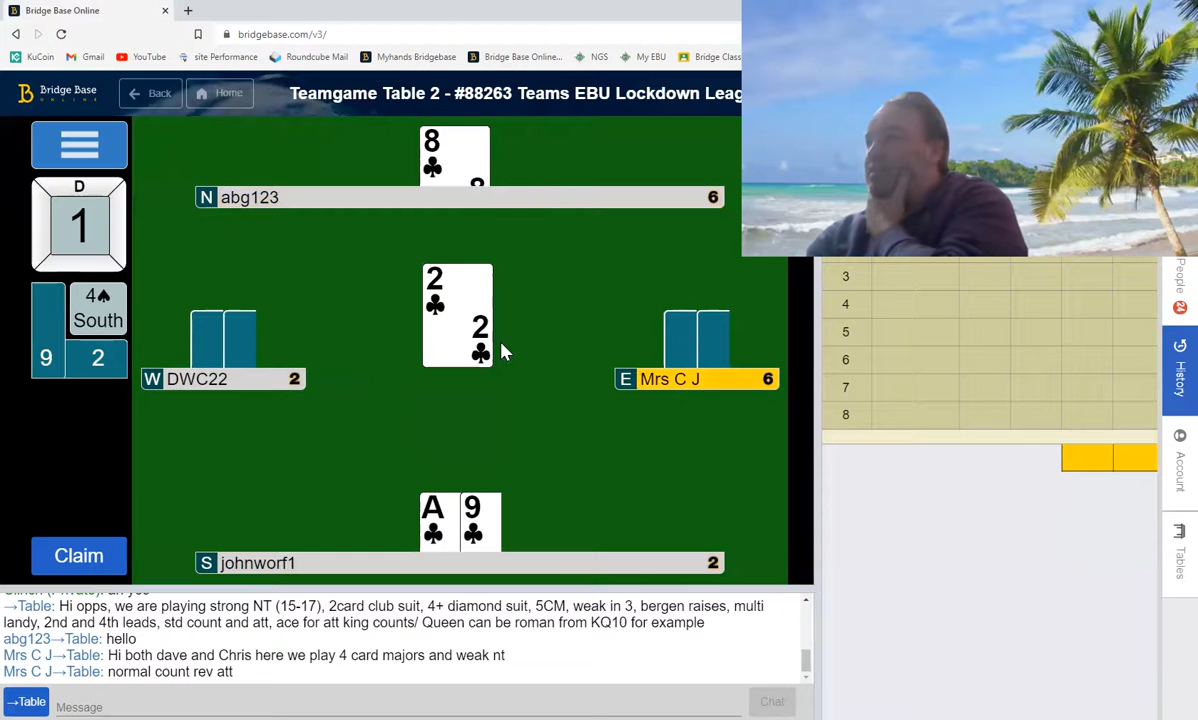 Bridge Base Online
bridgebase.com/v3/
KuCoin Gmail YouTube site Performance Roundcube Mail Myhands Bridgebase Bridge Base Online... NGS My EBU Bridge Class
Bridge Base ONLINE Back Home Teamgame Table 2 - #88263 Teams EBU Lockdown Leag
D
1
4♠
South
9 2
8
N abg123 6
2
2
W DWC22 2
E Mrs C J 6
A 9
S johnworf1 2
Claim
3
4
5
6
7
8
People
24
History
Account
Tables
→Table: Hi opps, we are playing strong NT (15-17), 2card club suit, 4+ diamond suit, 5CM, weak in 3, bergen raises, multi
landy, 2nd and 4th leads, std count and att, ace for att king counts/ Queen can be roman from KQ10 for example
abg123→Table: hello
Mrs C J→Table: Hi both dave and Chris here we play 4 card majors and weak nt
Mrs C J→Table: normal count rev att
→Table Message Chat